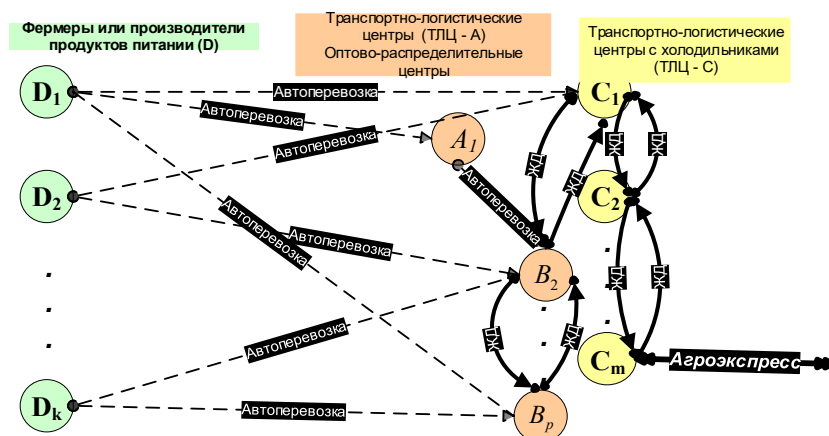 Фермеры или производители
продуктов питании (D)
Транспортно-логистические
центры (ТЛЦ - А)
Оптово-распределительные
центры
Транспортно-логистические
центры с холодильниками
(ТЛЦ - С)
D1
Автоперевозка
C1
Автоперевозка
A1
Автоперевозка
ЖД
ЖД
ЖД
ЖД
D2
Автоперевозка
Автоперевозка
Автоперевозка
C2
B2
ЖД
ЖД
Автоперевозка
ЖД
ЖД
Cm
Агроэкспресс
Dk
Автоперевозка
Bp